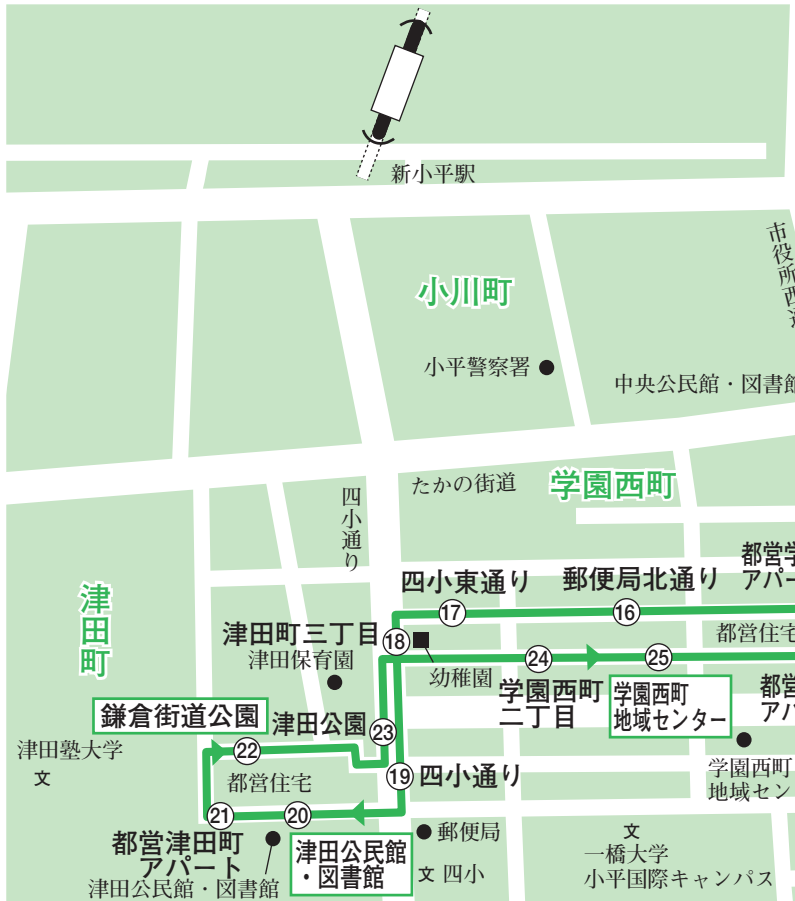 新小平駅
市役所西通
小川町
小平警察署
中央公民館・図書館
たかの街道
学園西町
四小通り
都営学
アパー
四小東通り
郵便局北通り
17
16
津田町
津田町三丁目
18
都営住宅
津田保育園
幼稚園
24
25
学園西町
二丁目
学園西町
地域センター
都営
アパ
鎌倉街道公園
津田公園
23
津田塾大学
文
22
学園西町
地域セン
都営住宅
19
四小通り
21
20
都営津田町
アパート
津田公民館
・図書館
郵便局
文
一橋大学
小平国際キャンパス
津田公民館・図書館
文 四小